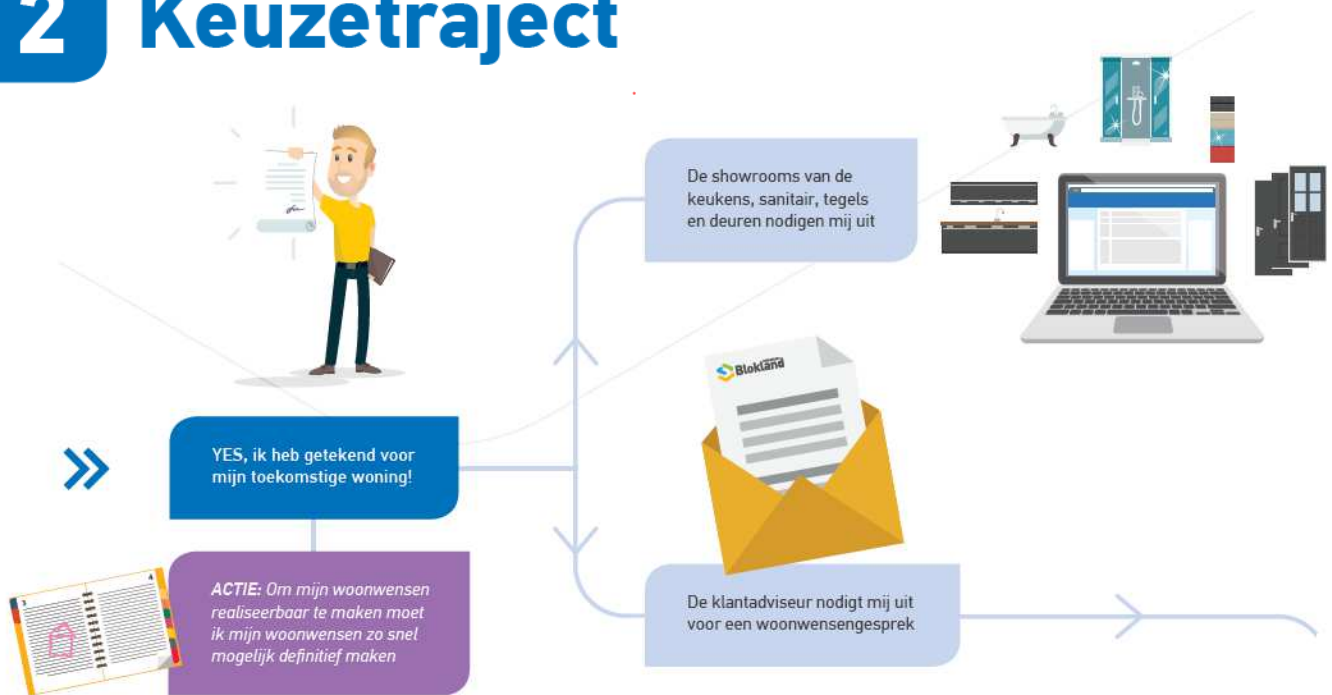 2 Keuzetraject
De showrooms van de
keukens, sanitair, tegels
en deuren nodigen mij uit
Blokland
YES, ik heb getekend voor
mijn toekomstige woning!
ACTIE: Om mijn woonwensen
realiseerbaar te maken moet
ik mijn woonwensen zo snel
mogelijk definitief maken
3
4
De klantadviseur nodigt mij uit
voor een woonwensengesprek